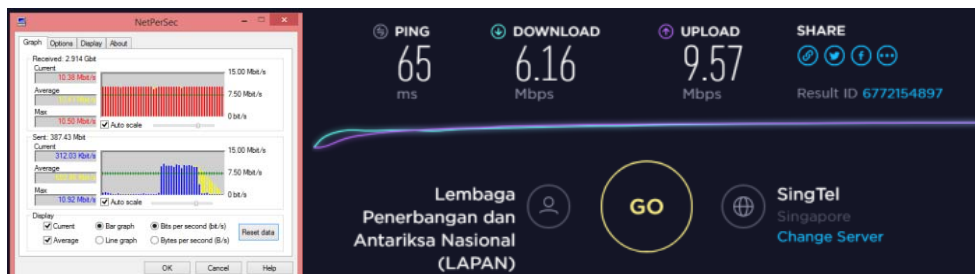 NetPerSec
Graph Options Display About
Received: 2.914 Gbit
Current
10.38 Mbit/s
Average
Max
10.50 Mbit/s
15.00 Mbit/s
7.50 Mbit/s
0 bit/s
Auto scale
Sent: 387.43 Mbit
Current
312.03 Kbit/s
Average
Max
10.92 Mbit/s
15.00 Mbit/s
7.50 Mbit/s
0 bit/s
Auto scale
Display
Current Bar graph Bits per second (bit/s)
Average Line graph Bytes per second (B/s)
Reset data
OK Cancel Help
PING
65
ms
DOWNLOAD
6.16
Mbps
UPLOAD
9.57
Mbps
SHARE
Result ID 6772154897
Lembaga
Penerbangan dan
Antariksa Nasional
(LAPAN)
GO
SingTel
Singapore
Change Server